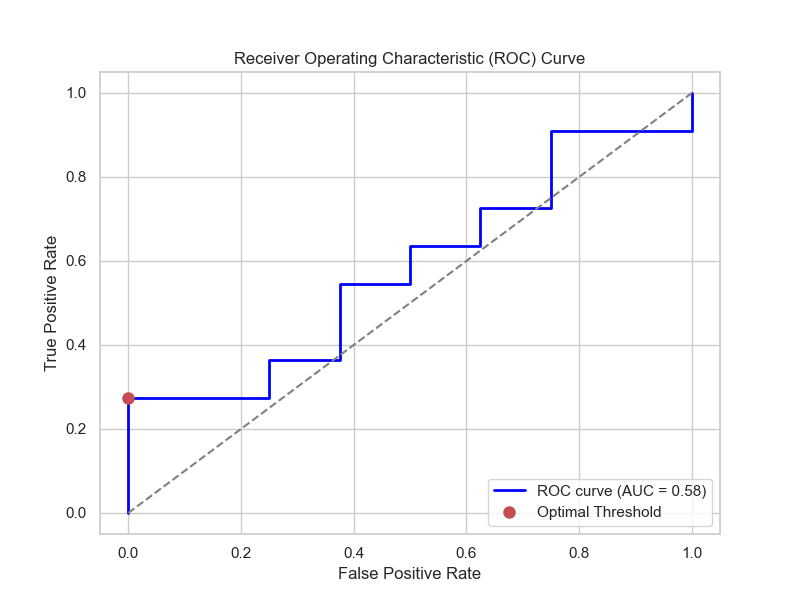 Receiver Operating Characteristic (ROC) Curve
True Positive Rate
1.0
0.8
0.6
0.4
0.2
0.0
0.0 0.2 0.4 0.6 0.8 1.0
False Positive Rate
ROC curve (AUC = 0.58)
Optimal Threshold